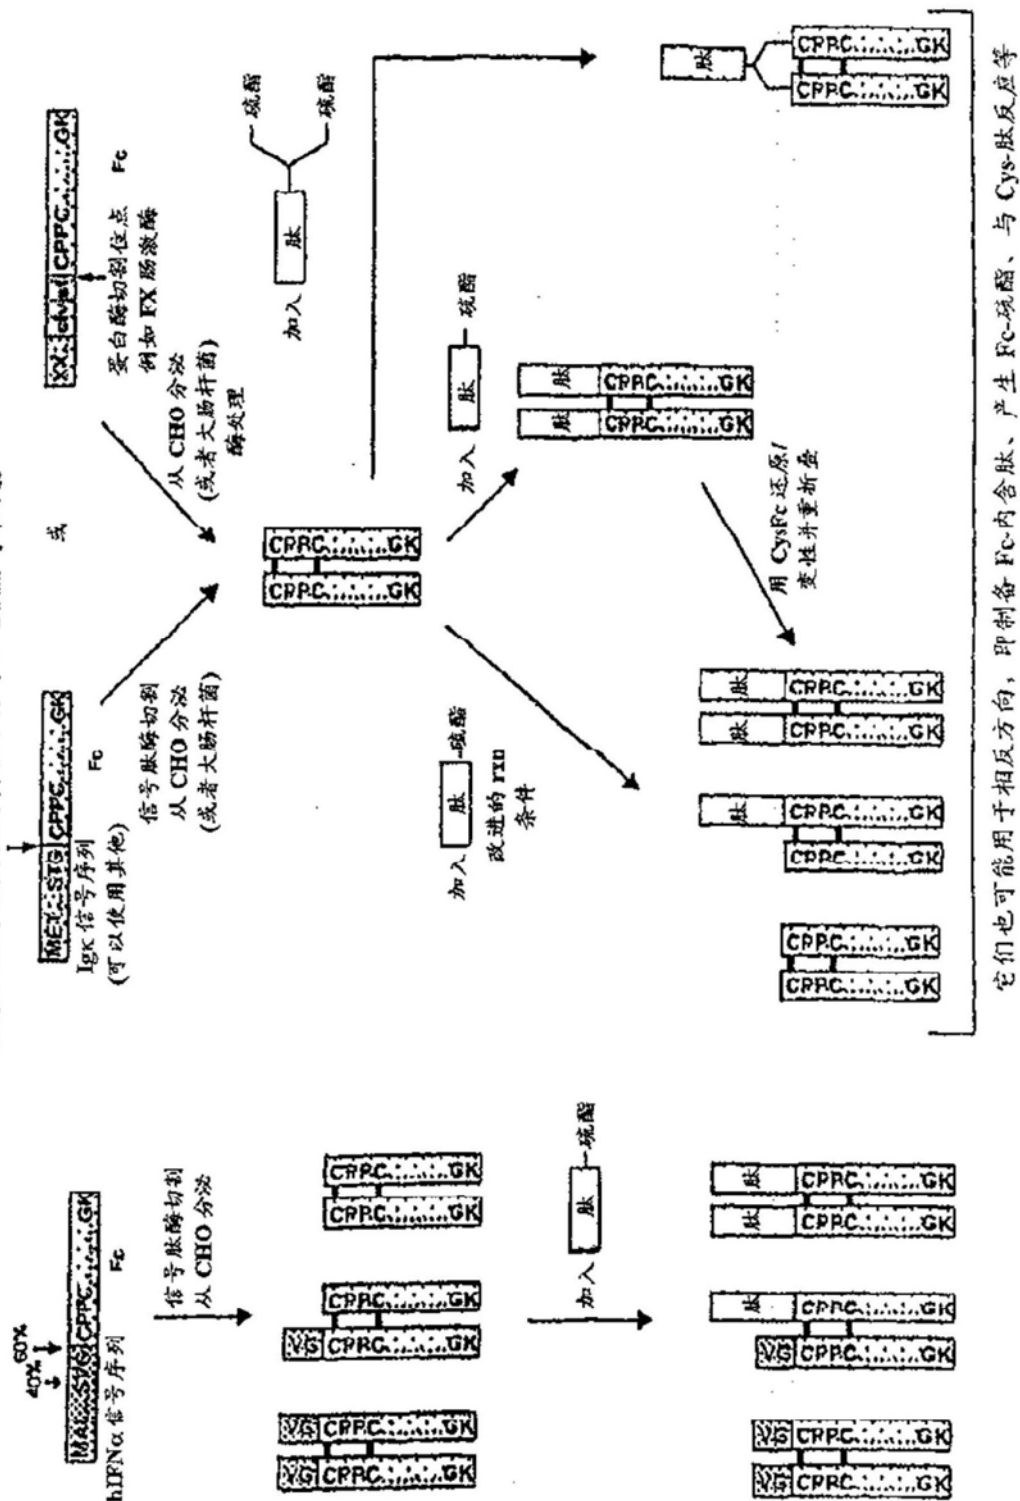 40% 60%
MAL...SVG CPPC.........GK
hIFNα 信号序列
Fc
信号肽酶切割
从 CHO 分泌
VG CPPC.........GK
VG CPPC.........GK
CPPC.........GK
VG CPPC.........GK
CPPC.........GK
CPPC.........GK
加入 肽 -硫酯
VG CPPC.........GK
VG CPPC.........GK
肽 CPPC.........GK
VG CPPC.........GK
肽 CPPC.........GK
肽 CPPC.........GK
MET...STG CPPC.........GK
Igκ 信号序列
(可以使用其他)
Fc
信号肽酶切割
从 CHO 分泌
(或者大肠杆菌)
或
XX...clvst CPPC.........GK
Fc
蛋白酶切割位点
例如 FX 肠激酶
从 CHO 分泌
(或者大肠杆菌)
酶处理
CPPC.........GK
CPPC.........GK
加入 肽 -硫酯
改进的 rxn
条件
加入 肽 — 硫酯
肽 CPPC.........GK
肽 CPPC.........GK
用 CysFc 还原/
变性并重折叠
加入 肽
硫酯
硫酯
CPPC.........GK
CPPC.........GK
肽 CPPC.........GK
CPPC.........GK
肽 CPPC.........GK
肽 CPPC.........GK
肽
CPPC.........GK
CPPC.........GK
它们也可能用于相反方向，即制备 Fc-内含肽、产生 Fc-硫酯、与 Cys-肽反应等